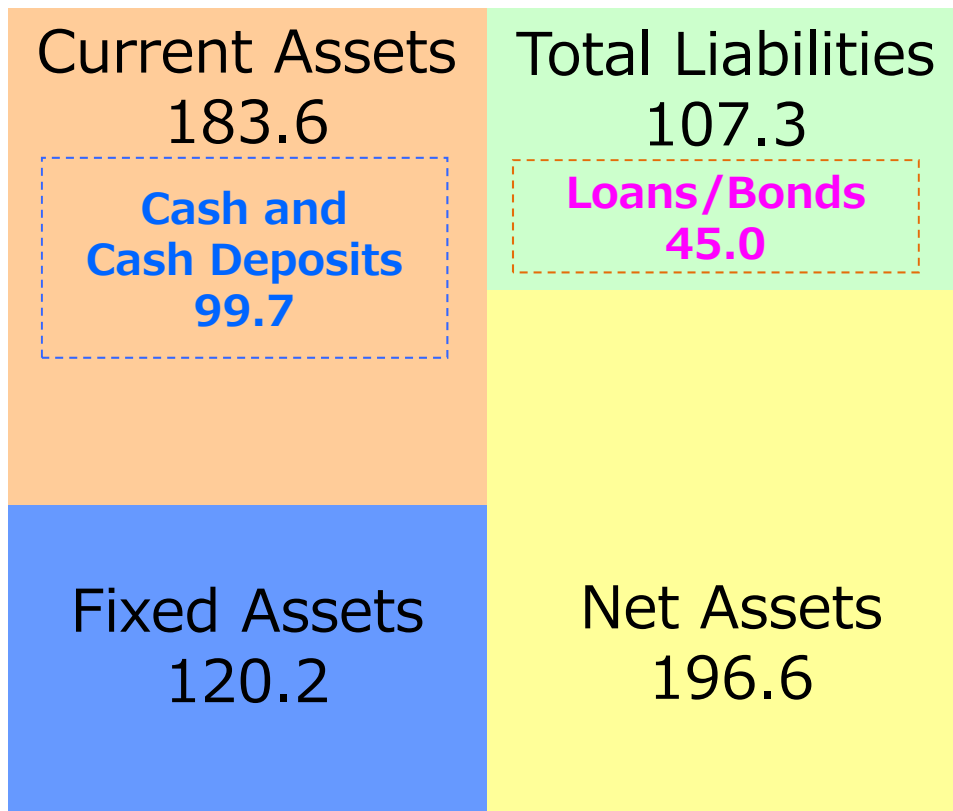 Current Assets
183.6
Cash and
Cash Deposits
99.7
Total Liabilities
107.3
Loans/Bonds
45.0
Fixed Assets
120.2
Net Assets
196.6